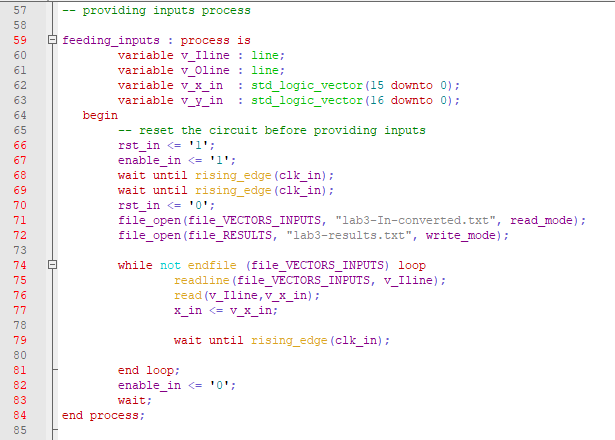 57 -- providing inputs process
58
59 feeding_inputs : process is
60 variable v_Iline : line;
61 variable v_Oline : line;
62 variable v_x_in  : std_logic_vector(15 downto 0);
63 variable v_y_in  : std_logic_vector(16 downto 0);
64 begin
65 -- reset the circuit before providing inputs
66 rst_in <= '1';
67 enable_in <= '1';
68 wait until rising_edge(clk_in);
69 wait until rising_edge(clk_in);
70 rst_in <= '0';
71 file_open(file_VECTORS_INPUTS, "lab3-In-converted.txt", read_mode);
72 file_open(file_RESULTS, "lab3-results.txt", write_mode);
73
74 while not endfile (file_VECTORS_INPUTS) loop
75 readline(file_VECTORS_INPUTS, v_Iline);
76 read(v_Iline,v_x_in);
77 x_in <= v_x_in;
78
79 wait until rising_edge(clk_in);
80
81 end loop;
82 enable_in <= '0';
83 wait;
84 end process;
85